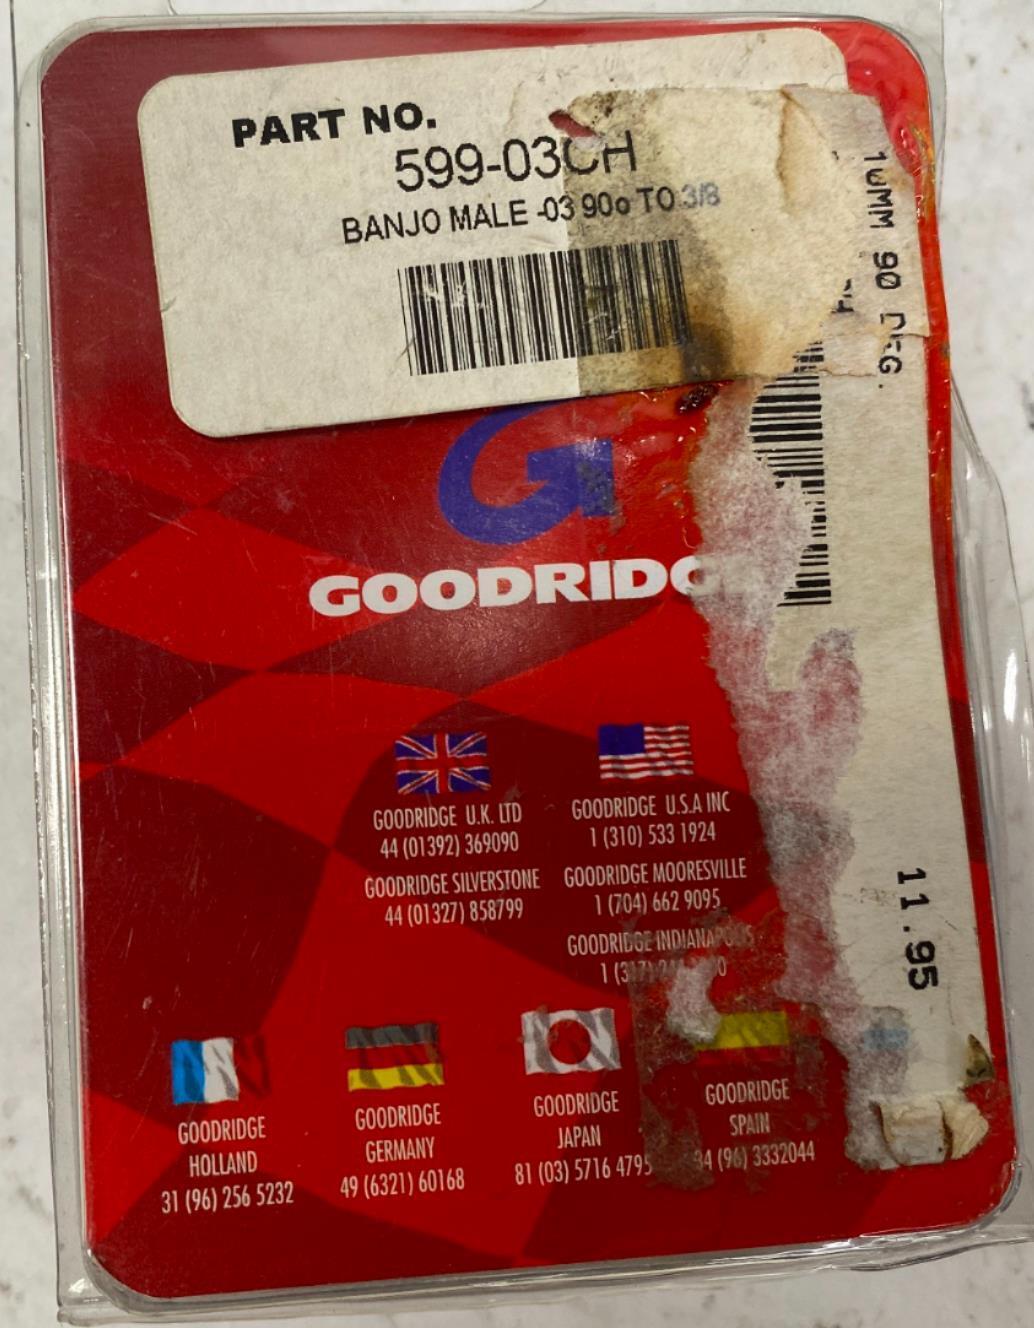 PART NO.
599-03CH
BANJO MALE -03 90o TO 3/8
10MM 90 DEG.
11.95
G
GOODRIDG
GOODRIDGE U.K. LTD
44 (01392) 369090
GOODRIDGE SILVERSTONE
44 (01327) 858799
GOODRIDGE U.S.A INC
1 (310) 533 1924
GOODRIDGE MOORESVILLE
1 (704) 662 9095
GOODRIDGE INDIANAPOLIS
GOODRIDGE
HOLLAND
31 (96) 256 5232
GOODRIDGE
GERMANY
49 (6321) 60168
GOODRIDGE
JAPAN
81 (03) 5716 4795
GOODRIDGE
SPAIN
34 (96) 3332044